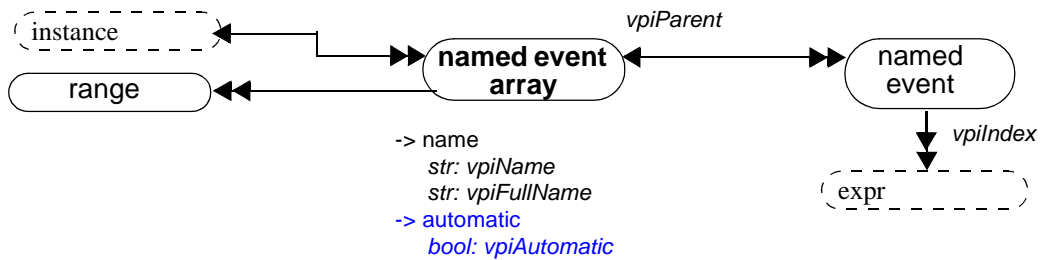 vpiParent
instance
named event
array
named
event
range
vpiIndex
expr
-> name
str: vpiName
str: vpiFullName
-> automatic
bool: vpiAutomatic